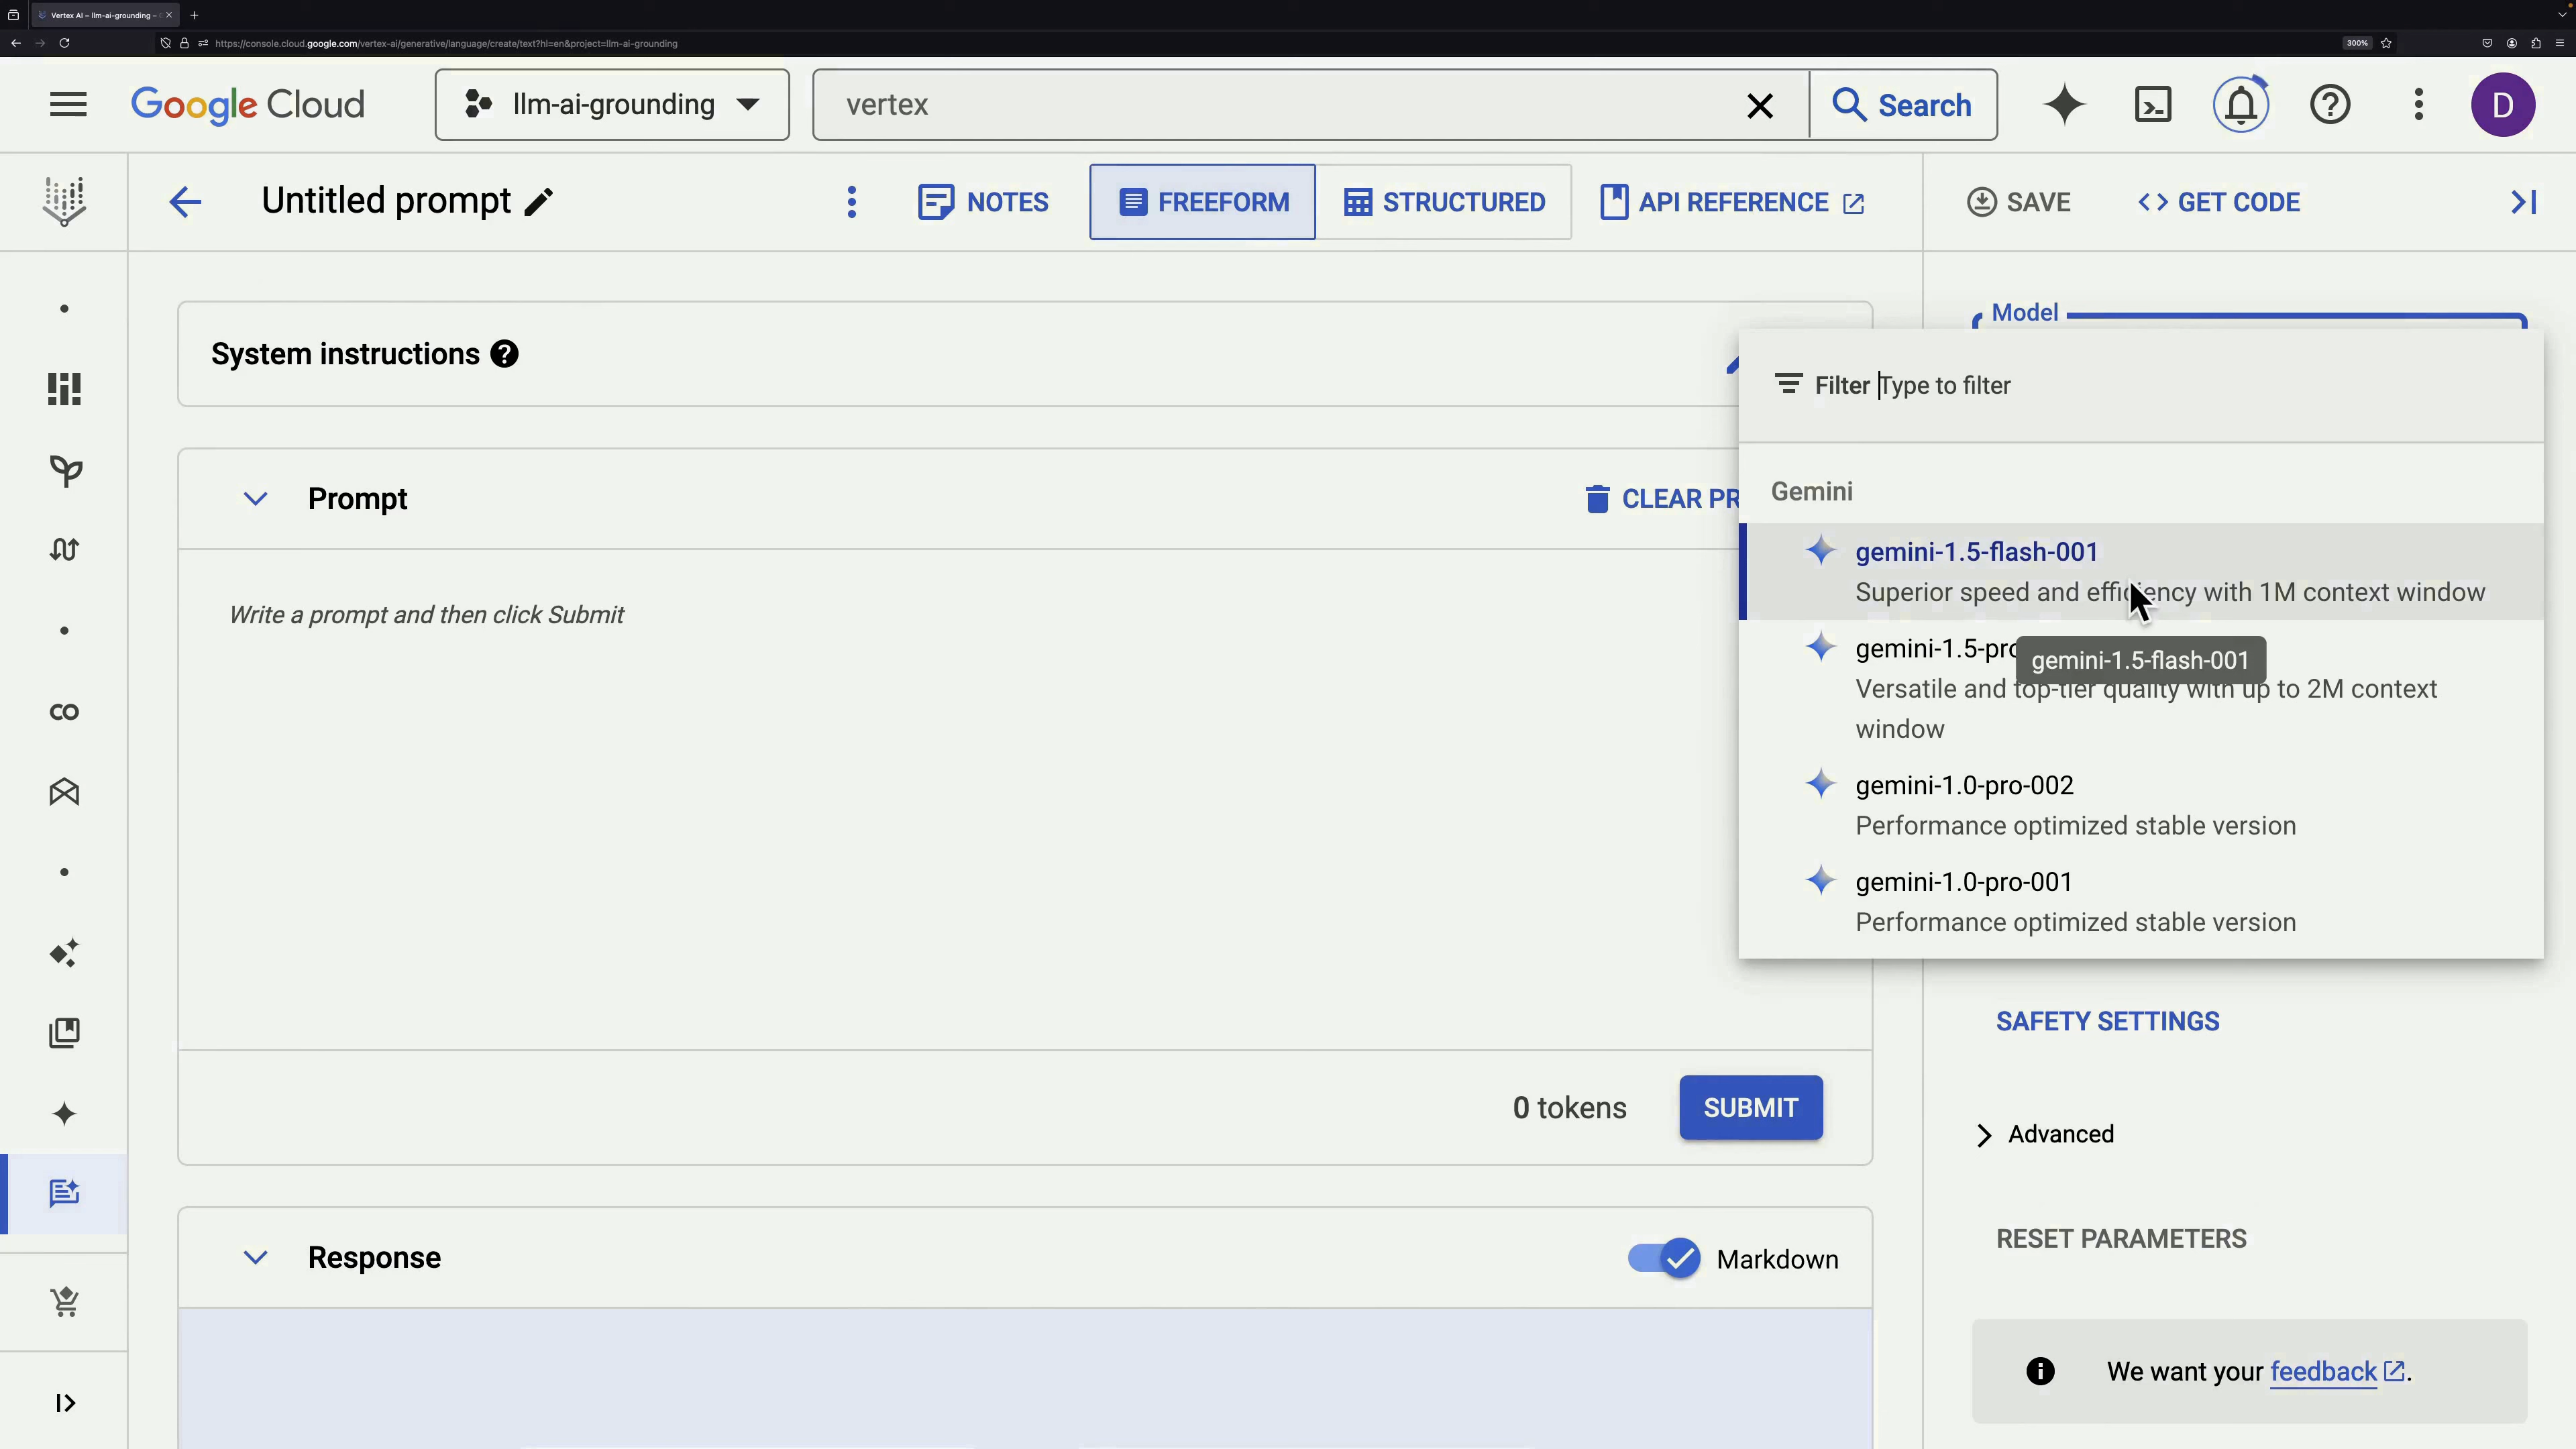 Vertex AI – llm-ai-grounding –
https://console.cloud.google.com/vertex-ai/generative/language/create/text?hl=en&project=llm-ai-grounding
300%
Google Cloud
llm-ai-grounding
vertex
Search
D
Untitled prompt
NOTES
FREEFORM
STRUCTURED
API REFERENCE
SAVE
GET CODE
System instructions
Model
Filter Type to filter
Prompt
CLEAR PR
Gemini
gemini-1.5-flash-001
Superior speed and efficiency with 1M context window
gemini-1.5-pro
gemini-1.5-flash-001
Versatile and top-tier quality with up to 2M context
window
gemini-1.0-pro-002
Performance optimized stable version
gemini-1.0-pro-001
Performance optimized stable version
Write a prompt and then click Submit
0 tokens
SUBMIT
SAFETY SETTINGS
Advanced
RESET PARAMETERS
Response
Markdown
We want your feedback.